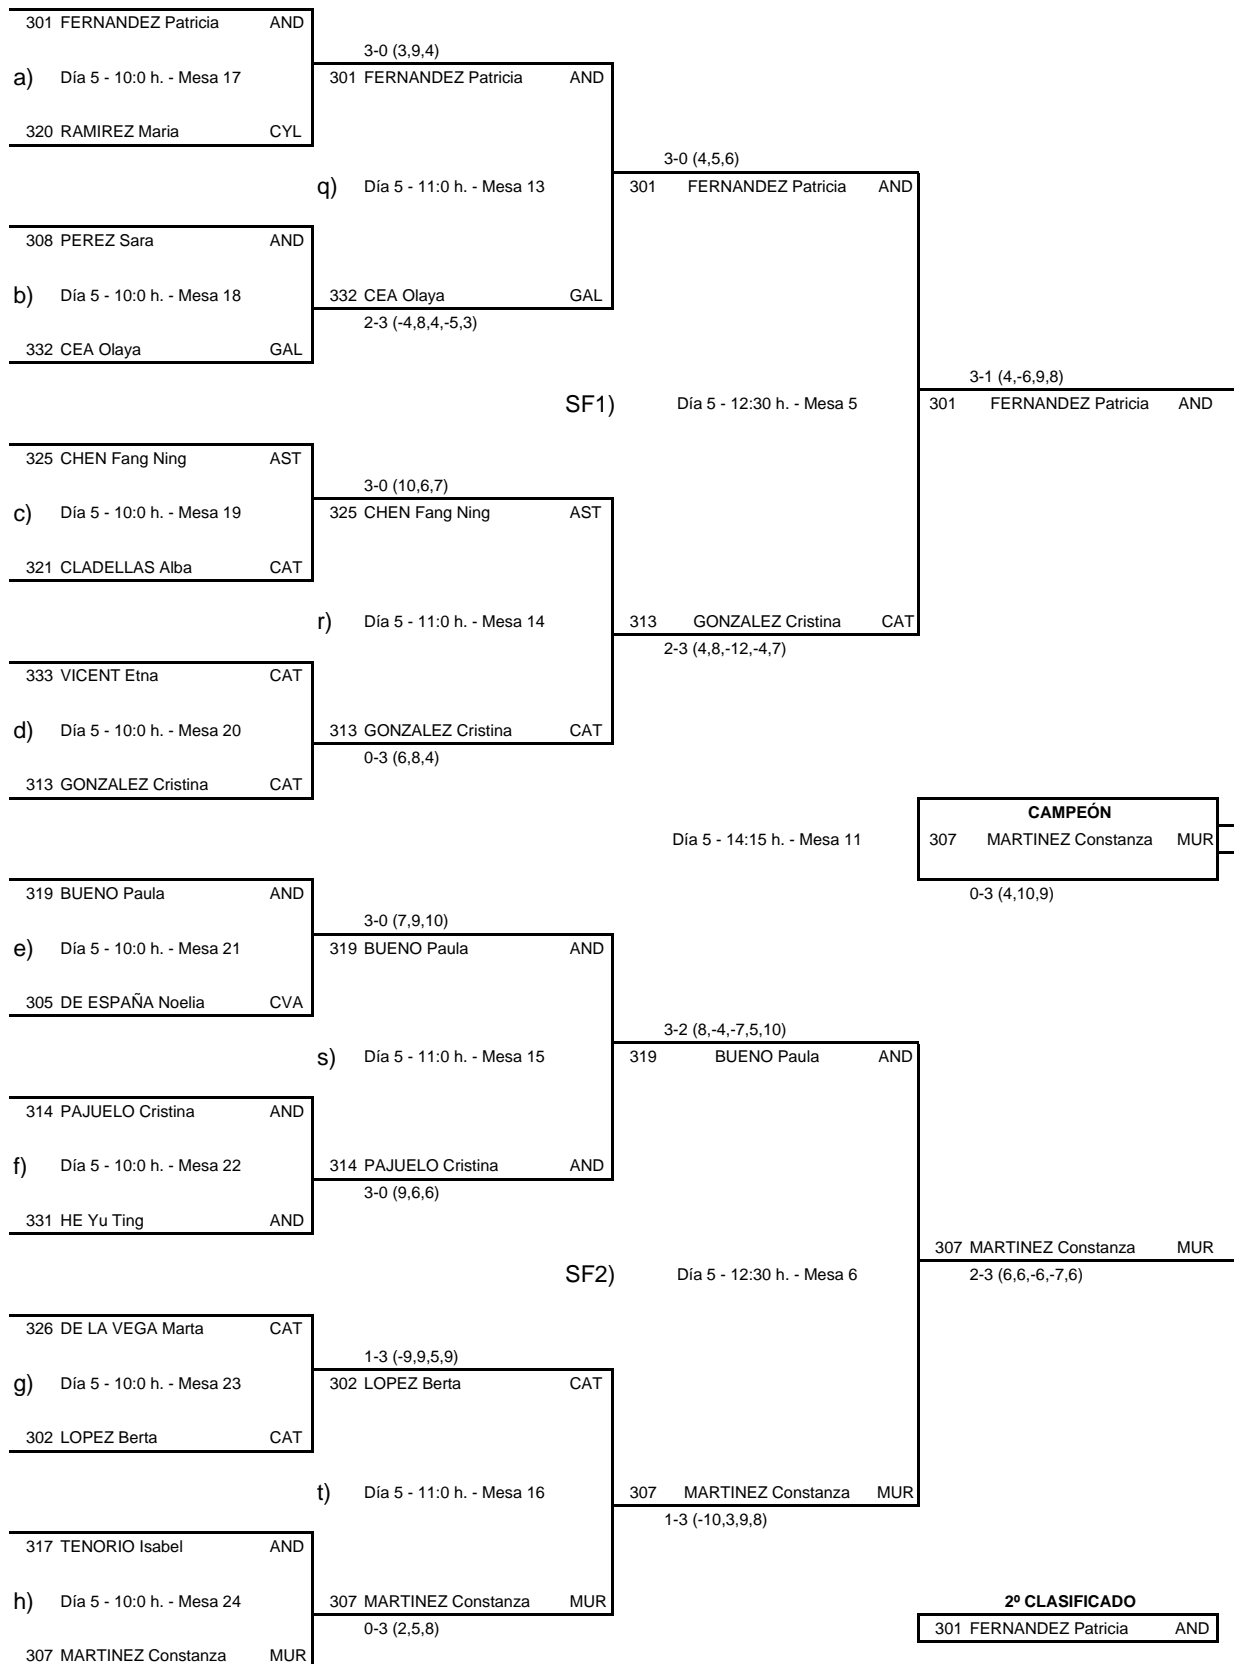 301 FERNANDEZ Patricia AND
3-0 (3,9,4)
a) Día 5 - 10:0 h. - Mesa 17
301 FERNANDEZ Patricia AND
320 RAMIREZ Maria CYL
3-0 (4,5,6)
q) Día 5 - 11:0 h. - Mesa 13
301 FERNANDEZ Patricia AND
308 PEREZ Sara AND
b) Día 5 - 10:0 h. - Mesa 18
332 CEA Olaya GAL
2-3 (-4,8,4,-5,3)
332 CEA Olaya GAL
3-1 (4,-6,9,8)
SF1) Día 5 - 12:30 h. - Mesa 5
301 FERNANDEZ Patricia AND
325 CHEN Fang Ning AST
3-0 (10,6,7)
c) Día 5 - 10:0 h. - Mesa 19
325 CHEN Fang Ning AST
321 CLADELLAS Alba CAT
r) Día 5 - 11:0 h. - Mesa 14
313 GONZALEZ Cristina CAT
2-3 (4,8,-12,-4,7)
333 VICENT Etna CAT
d) Día 5 - 10:0 h. - Mesa 20
313 GONZALEZ Cristina CAT
0-3 (6,8,4)
313 GONZALEZ Cristina CAT
CAMPEÓN
Día 5 - 14:15 h. - Mesa 11
307 MARTINEZ Constanza MUR
0-3 (4,10,9)
319 BUENO Paula AND
3-0 (7,9,10)
e) Día 5 - 10:0 h. - Mesa 21
319 BUENO Paula AND
305 DE ESPAÑA Noelia CVA
3-2 (8,-4,-7,5,10)
s) Día 5 - 11:0 h. - Mesa 15
319 BUENO Paula AND
314 PAJUELO Cristina AND
f) Día 5 - 10:0 h. - Mesa 22
314 PAJUELO Cristina AND
3-0 (9,6,6)
331 HE Yu Ting AND
307 MARTINEZ Constanza MUR
SF2) Día 5 - 12:30 h. - Mesa 6
2-3 (6,6,-6,-7,6)
326 DE LA VEGA Marta CAT
1-3 (-9,9,5,9)
g) Día 5 - 10:0 h. - Mesa 23
302 LOPEZ Berta CAT
302 LOPEZ Berta CAT
t) Día 5 - 11:0 h. - Mesa 16
307 MARTINEZ Constanza MUR
1-3 (-10,3,9,8)
317 TENORIO Isabel AND
h) Día 5 - 10:0 h. - Mesa 24
307 MARTINEZ Constanza MUR
0-3 (2,5,8)
2º CLASIFICADO
301 FERNANDEZ Patricia AND
307 MARTINEZ Constanza MUR